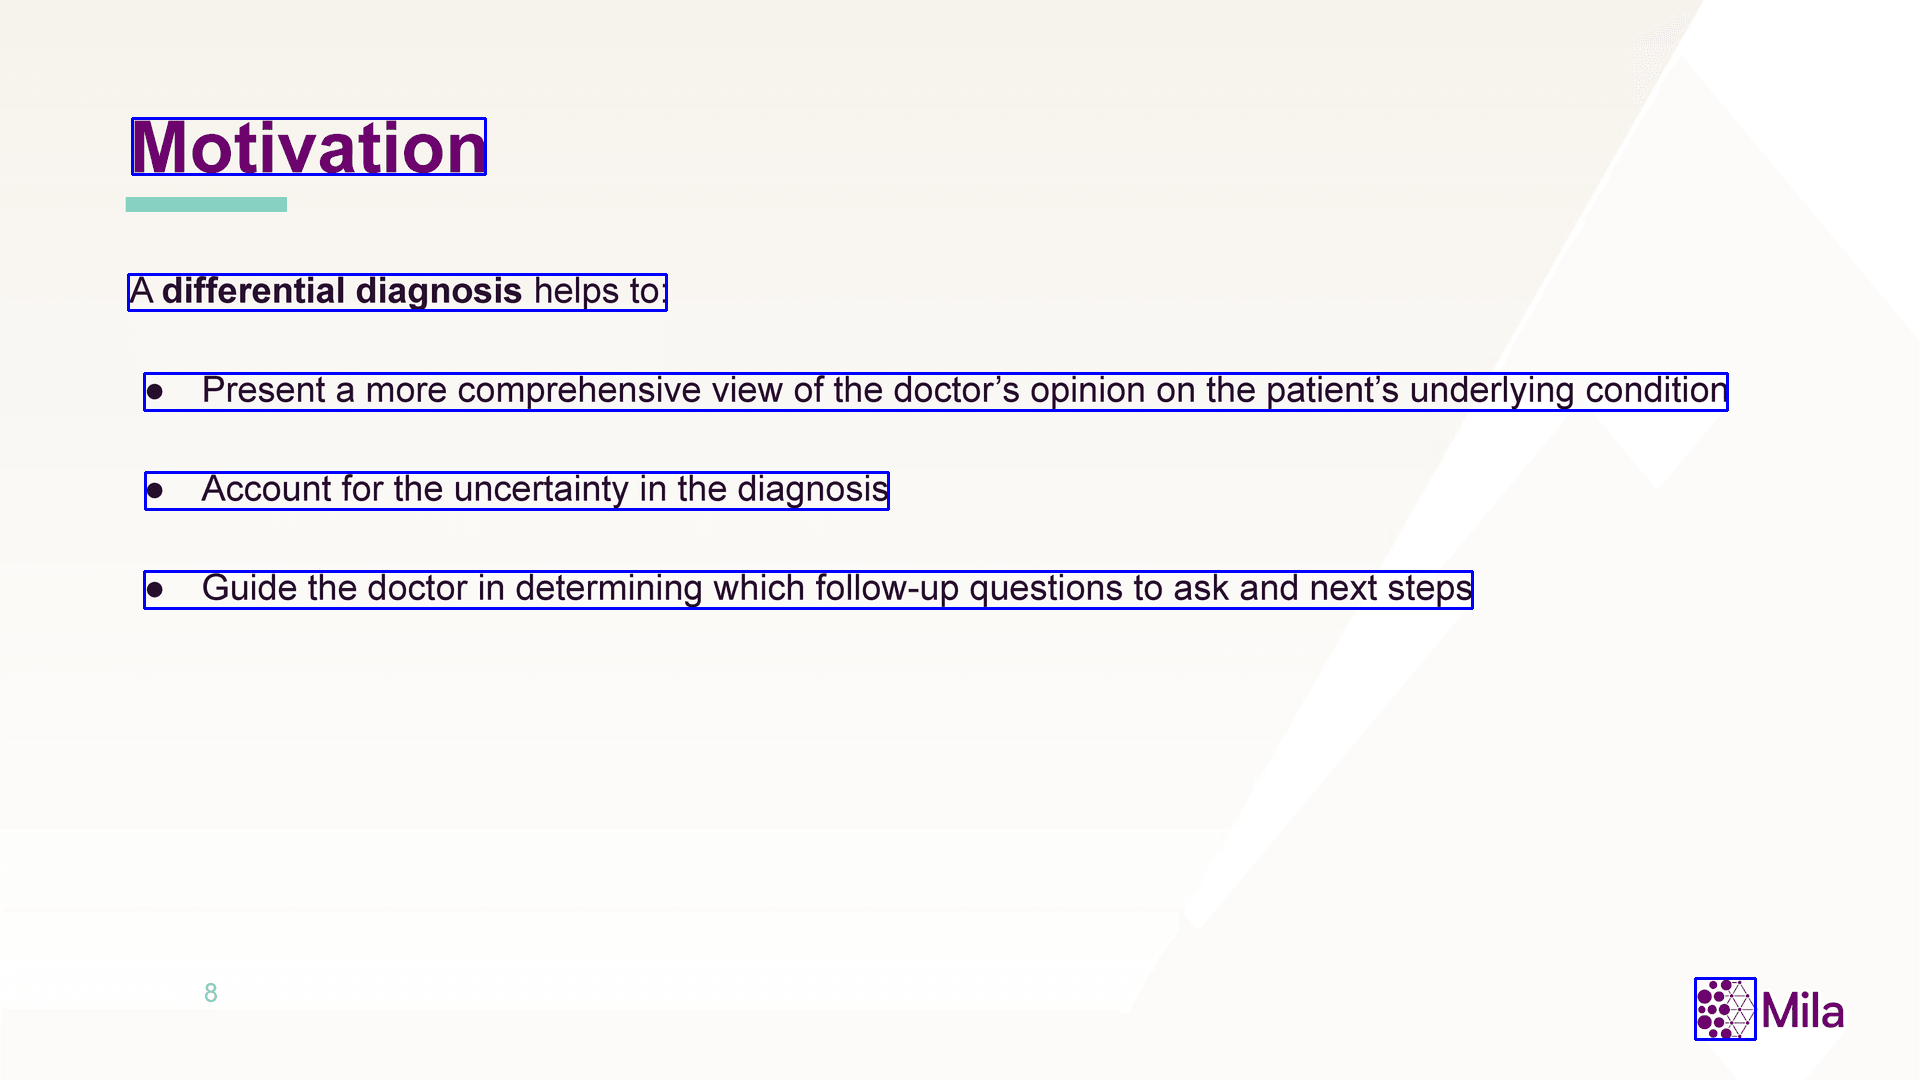 Motivation
A differential diagnosis helps to:
● Present a more comprehensive view of the doctor’s opinion on the patient’s underlying condition
● Account for the uncertainty in the diagnosis
● Guide the doctor in determining which follow-up questions to ask and next steps
8
Mila